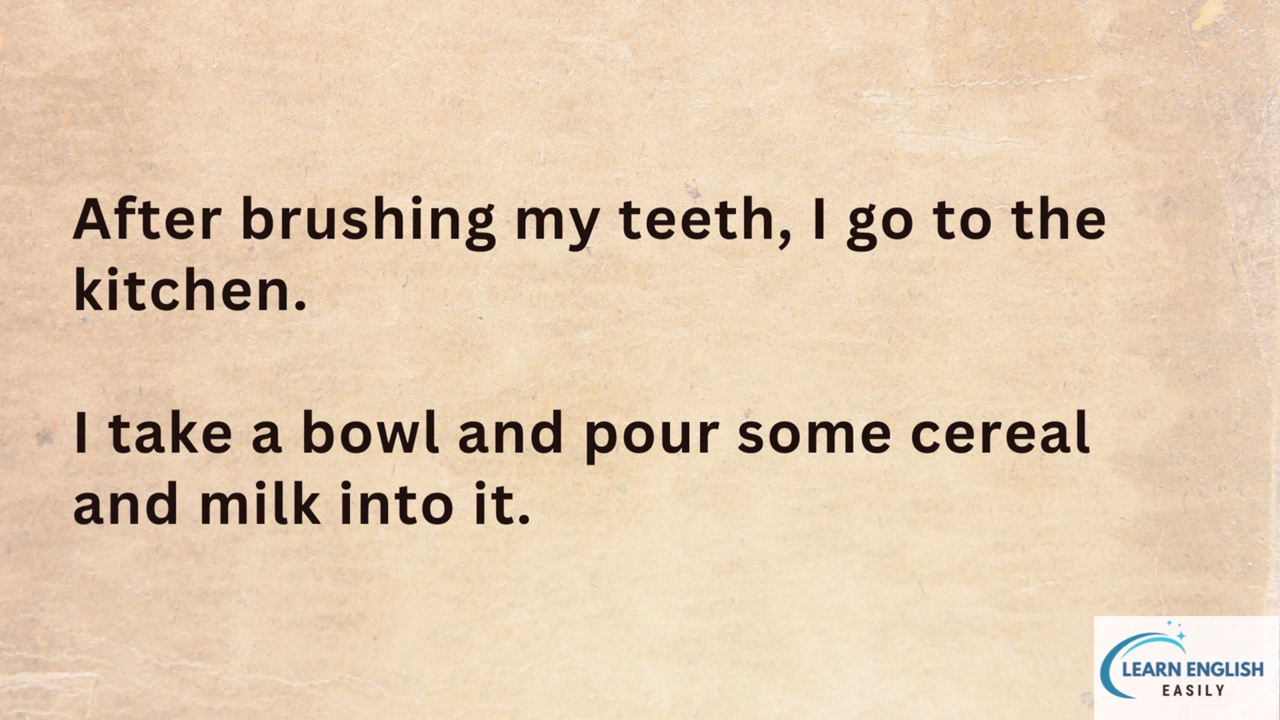 After brushing my teeth, I go to the
kitchen.
I take a bowl and pour some cereal
and milk into it.
LEARN ENGLISH
EASILY